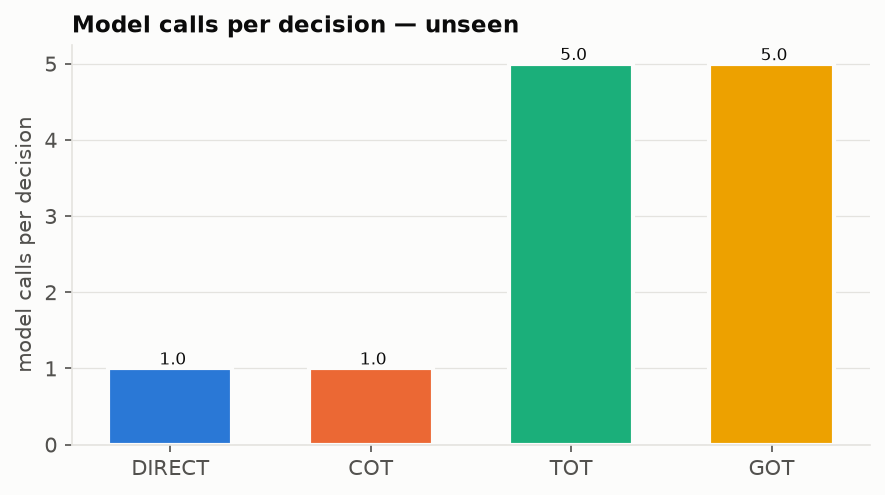 Model calls per decision — unseen
model calls per decision
5
4
3
2
1
0
1.0
1.0
5.0
5.0
DIRECT
COT
TOT
GOT